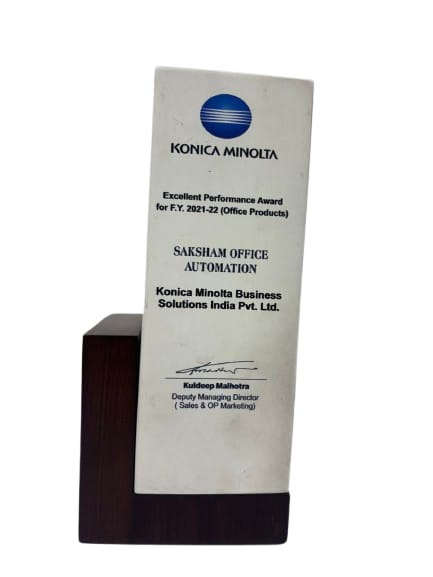 KONICA MINOLTA
Excellent Performance Award
for F.Y. 2021-22 (Office Products)
SAKSHAM OFFICE
AUTOMATION
Konica Minolta Business
Solutions India Pvt. Ltd.
Kuldeep Malhotra
Deputy Managing Director
( Sales & OP Marketing)